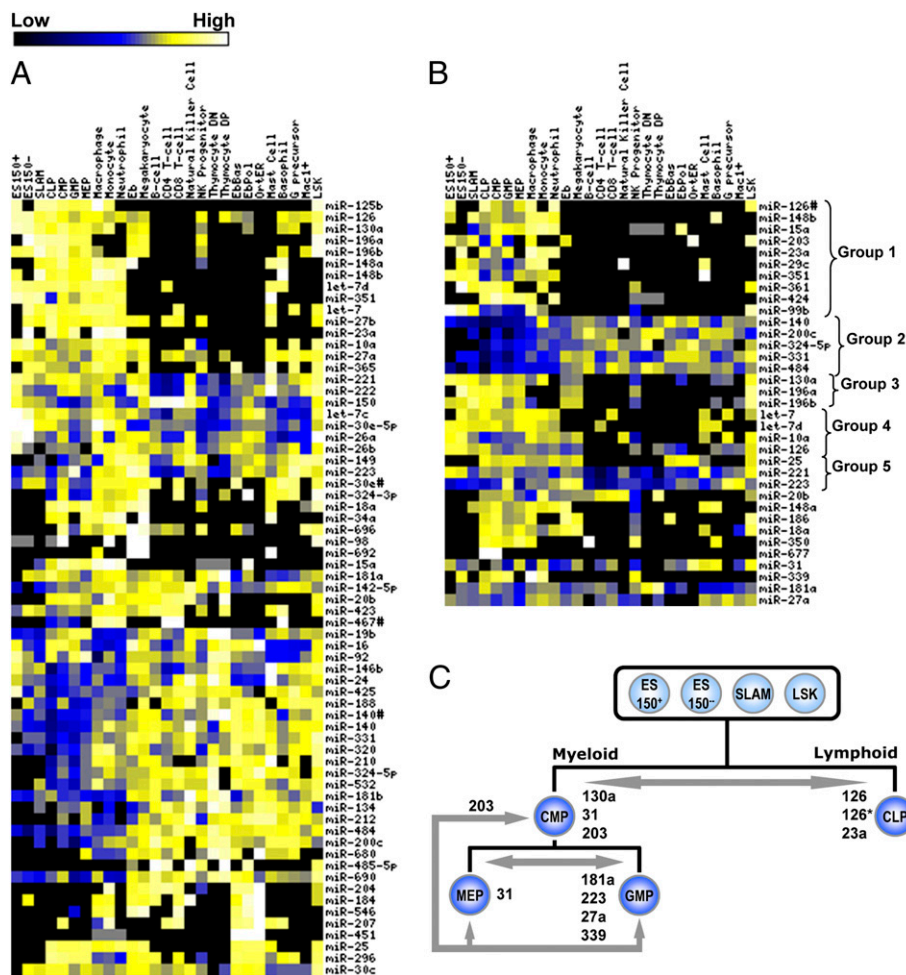 Low High
A
ES150+
ES150-
SLAM
CLP
CMP
GMP
MEP
Macrophage
Monocyte
Neutrophil
Eb
Megakaryocyte
B-cell
CD4 T-cell
CD8 T-cell
Natural Killer Cell
NK Progenitor
Thymocyte DN
Thymocyte DP
EbBas
EbPol
OrtER
Mast Cell
Basophil
G Precursor
Mac1+
LSK
miR-125b
miR-126
miR-130a
miR-196a
miR-196b
miR-148a
miR-148b
let-7d
miR-351
let-7
miR-27b
miR-23a
miR-10a
miR-27a
miR-365
miR-221
miR-222
miR-150
let-7c
miR-30e-5p
miR-26a
miR-26b
miR-149
miR-223
miR-30e#
miR-324-3p
miR-18a
miR-34a
miR-696
miR-98
miR-692
miR-15a
miR-181a
miR-142-5p
miR-20b
miR-423
miR-467#
miR-19b
miR-16
miR-92
miR-146b
miR-24
miR-425
miR-188
miR-140#
miR-140
miR-331
miR-320
miR-210
miR-324-5p
miR-532
miR-181b
miR-134
miR-212
miR-484
miR-200c
miR-680
miR-485-5p
miR-690
miR-204
miR-184
miR-546
miR-207
miR-451
miR-25
miR-296
miR-30c
B
ES150+
ES150-
SLAM
CLP
CMP
GMP
MEP
Macrophage
Monocyte
Neutrophil
Eb
Megakaryocyte
B-cell
CD4 T-cell
CD8 T-cell
Natural Killer Cell
NK Progenitor
Thymocyte DN
Thymocyte DP
EbBas
EbPol
OrtER
Mast Cell
Basophil
G Precursor
Mac1+
LSK
miR-126#
miR-148b
miR-15a
miR-203
miR-23a
miR-29c
miR-351
miR-361
miR-424
miR-99b
miR-140
miR-200c
miR-324-5p
miR-331
miR-484
miR-130a
miR-196a
miR-196b
let-7
let-7d
miR-10a
miR-126
miR-25
miR-221
miR-223
miR-20b
miR-148a
miR-186
miR-18a
miR-350
miR-677
miR-31
miR-339
miR-181a
miR-27a
Group 1
Group 2
Group 3
Group 4
Group 5
C
ES 150+
ES 150–
SLAM
LSK
Myeloid
Lymphoid
203
CMP
130a
31
203
126
126*
23a
CLP
MEP
31
181a
223
27a
339
GMP